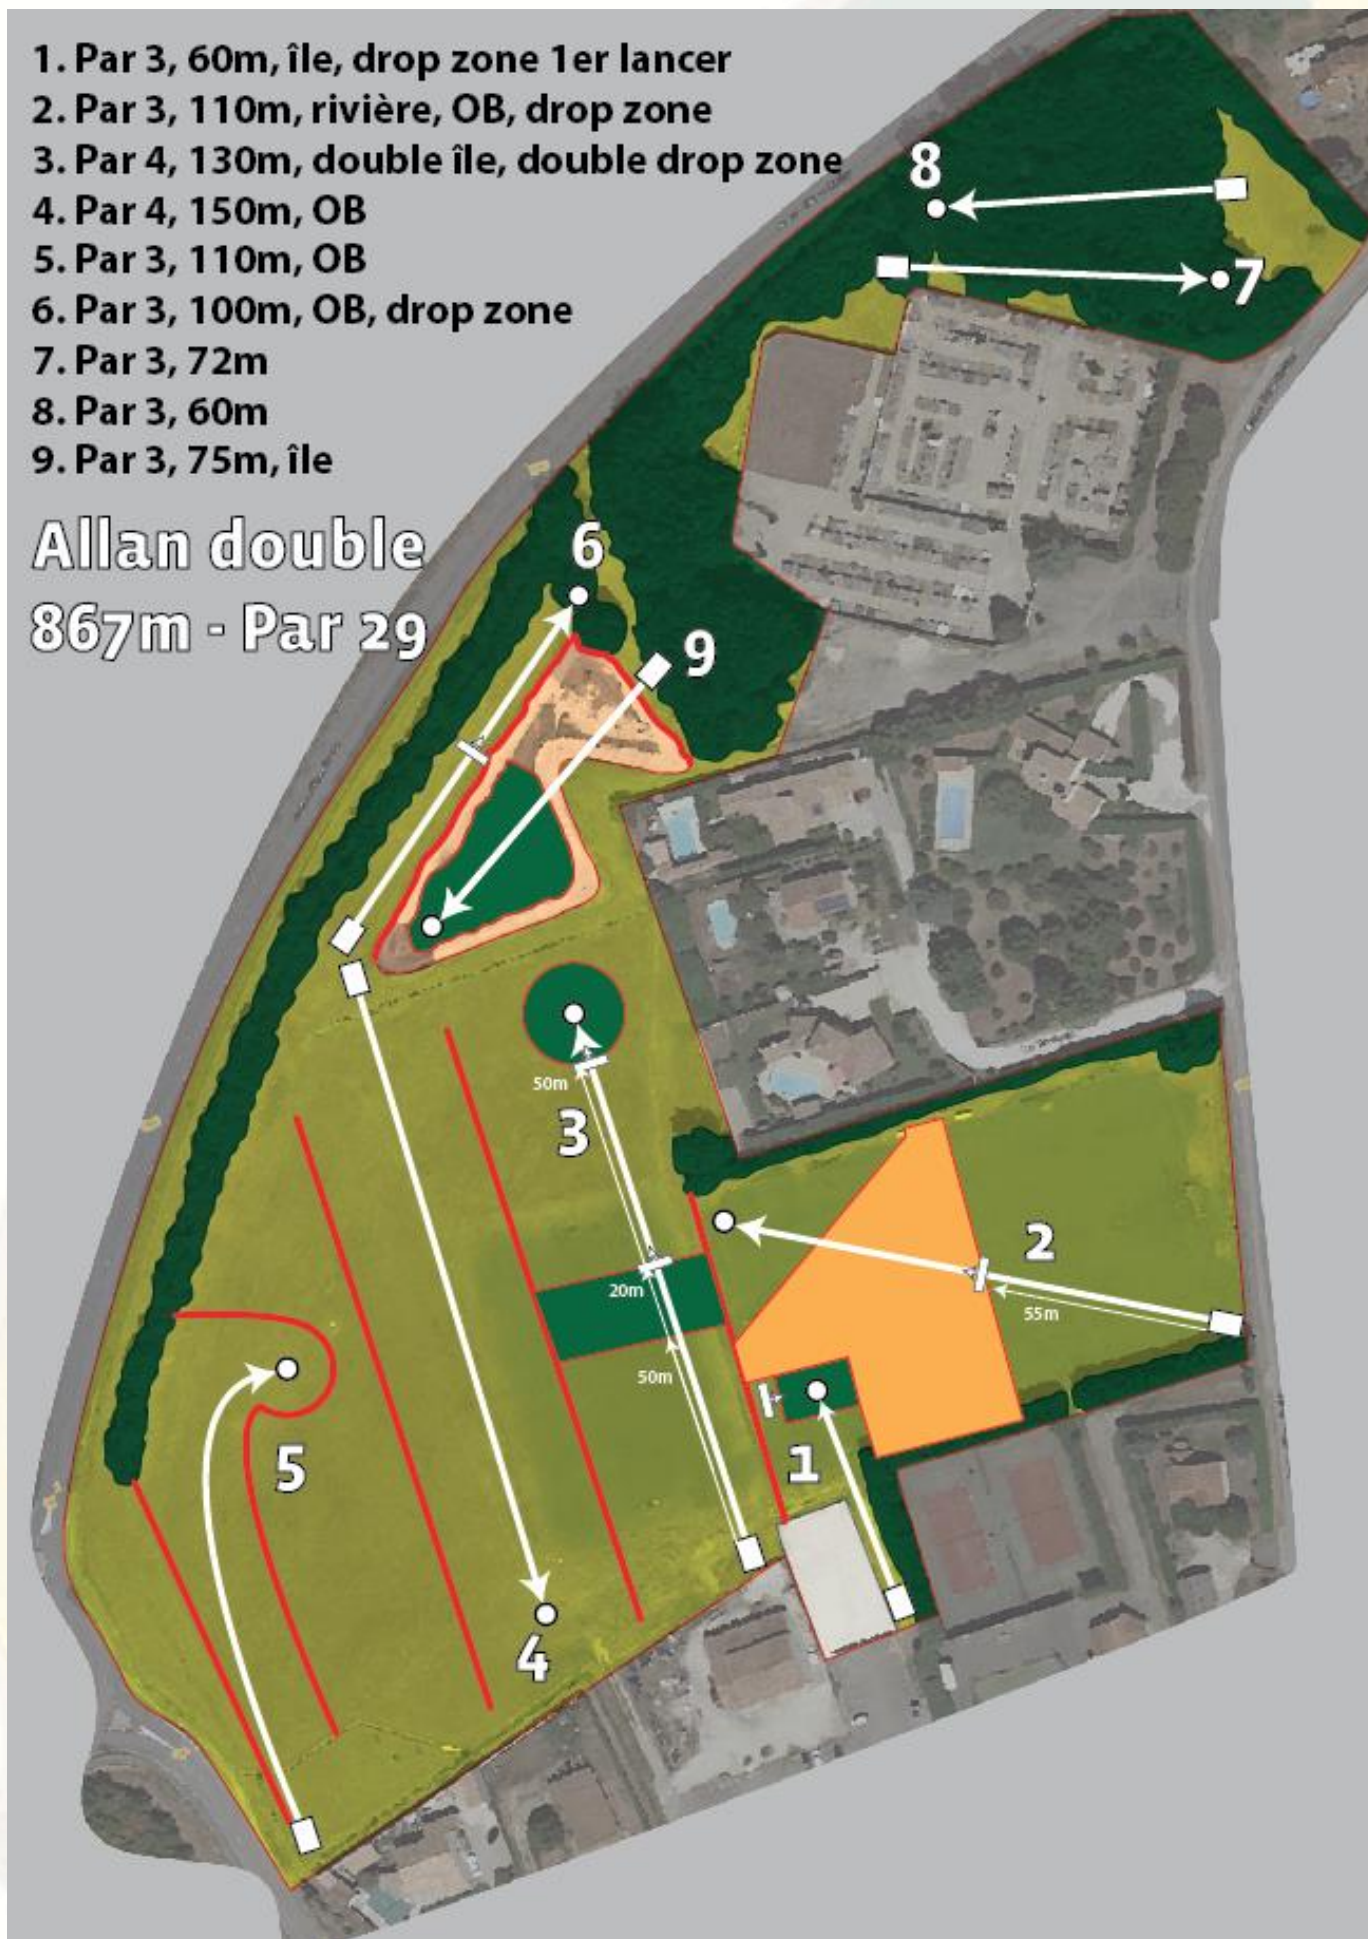 1. Par 3, 60m, île, drop zone 1er lancer
2. Par 3, 110m, rivière, OB, drop zone
3. Par 4, 130m, double île, double drop zone
4. Par 4, 150m, OB
5. Par 3, 110m, OB
6. Par 3, 100m, OB, drop zone
7. Par 3, 72m
8. Par 3, 60m
9. Par 3, 75m, île
Allan double
867m - Par 29
8
7
6
9
50m
3
2
20m
55m
50m
1
5
4